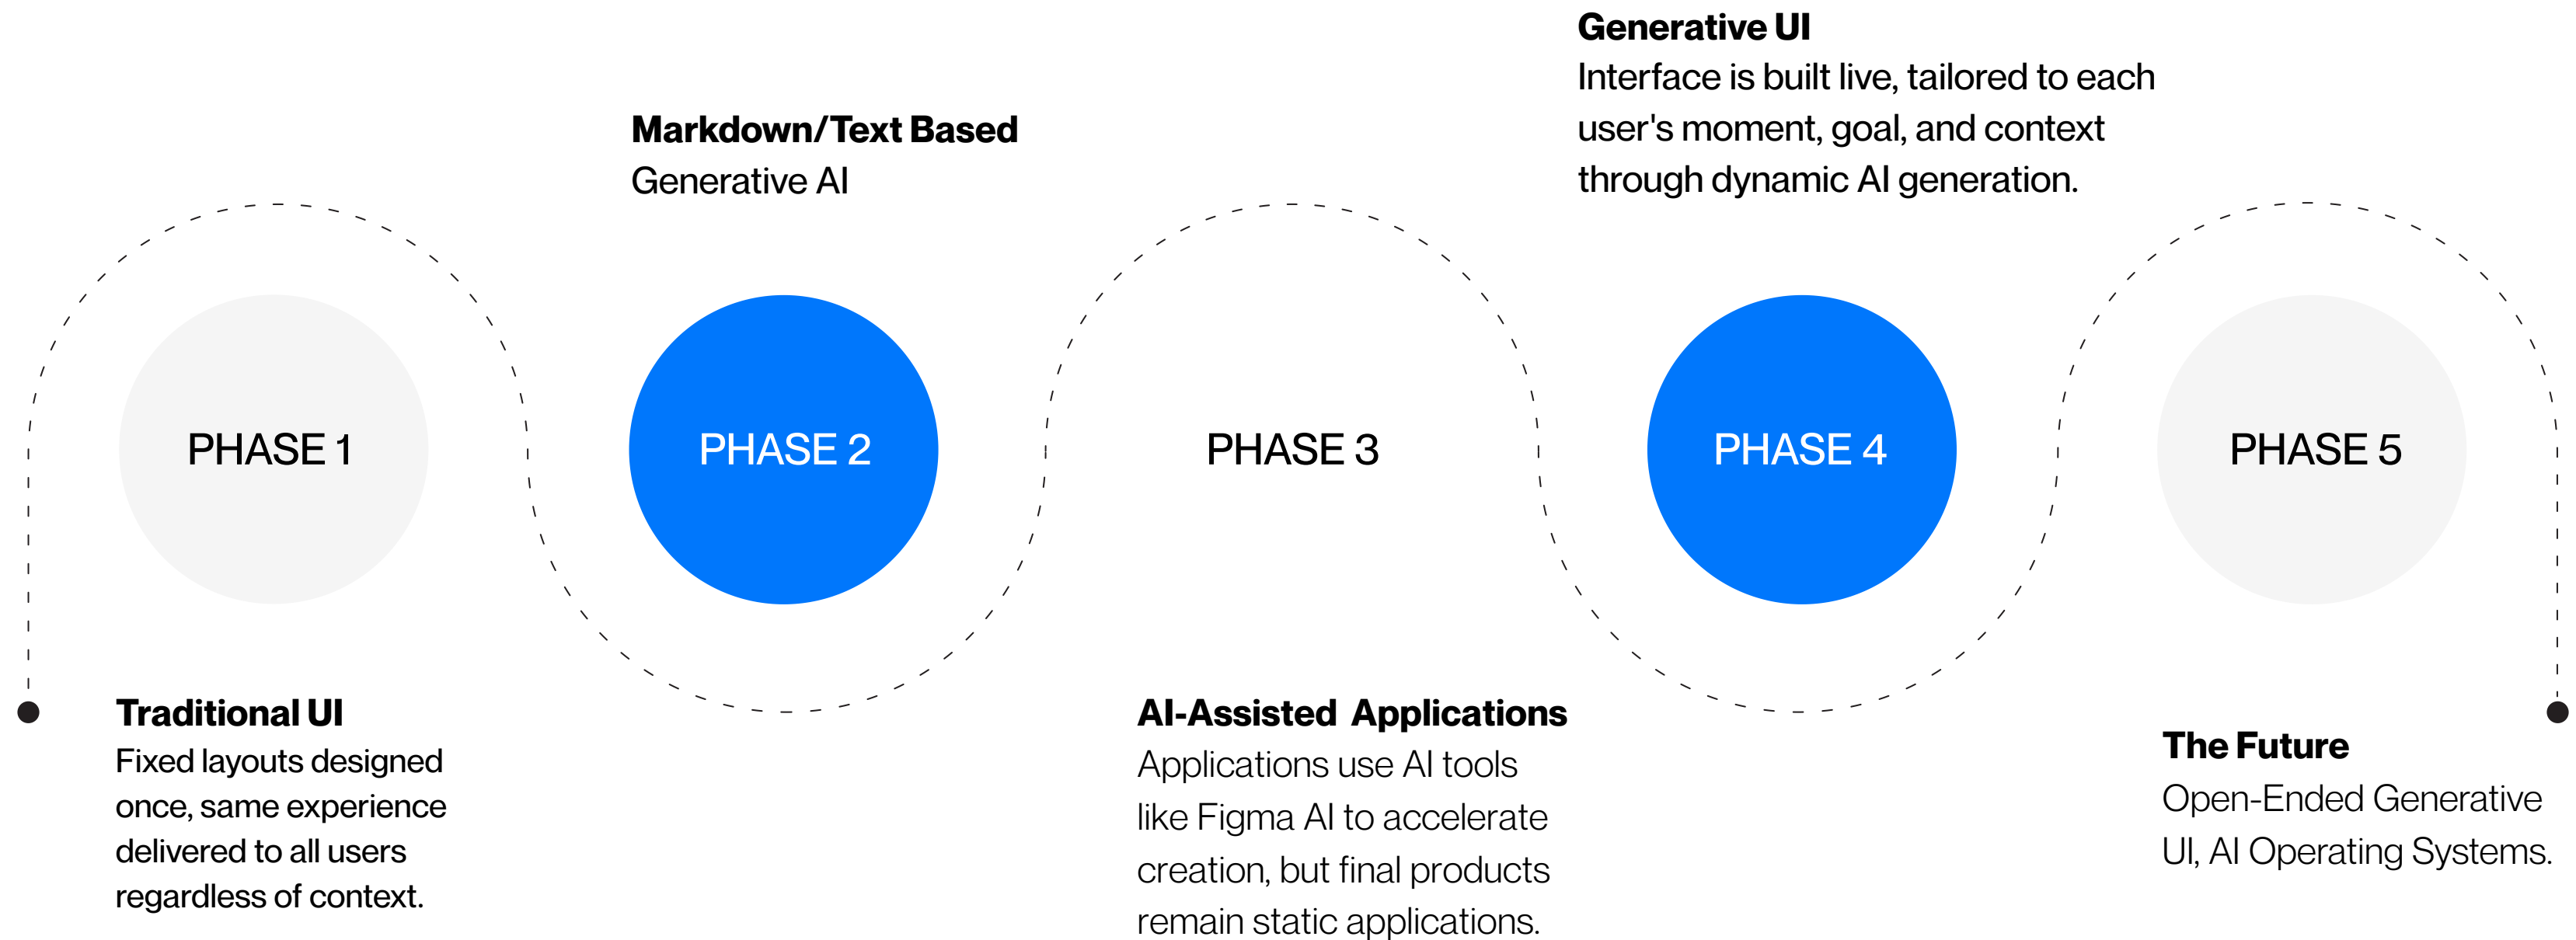 PHASE 1
Traditional UI
Fixed layouts designed
once, same experience
delivered to all users
regardless of context.
Markdown/Text Based
Generative AI
PHASE 2
PHASE 3
AI-Assisted Applications
Applications use AI tools
like Figma AI to accelerate
creation, but final products
remain static applications.
Generative UI
Interface is built live, tailored to each
user's moment, goal, and context
through dynamic AI generation.
PHASE 4
PHASE 5
The Future
Open-Ended Generative
UI, AI Operating Systems.